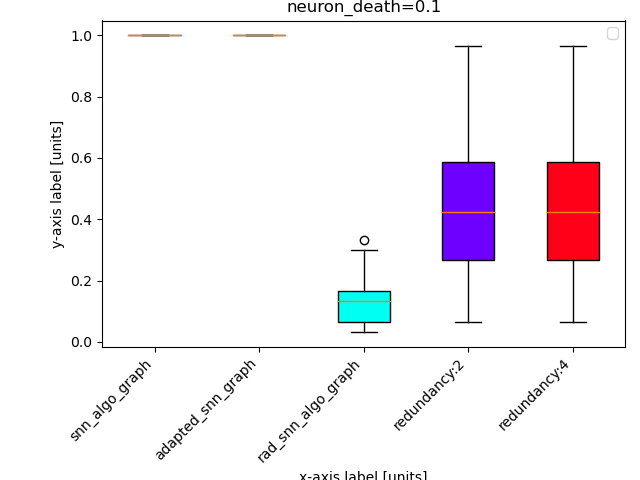 neuron_death=0.1
1.0
0.8
0.6
0.4
0.2
0.0
y-axis label [units]
snn_algo_graph
adapted_snn_graph
rad_snn_algo_graph
redundancy:2
redundancy:4
x-axis label [units]